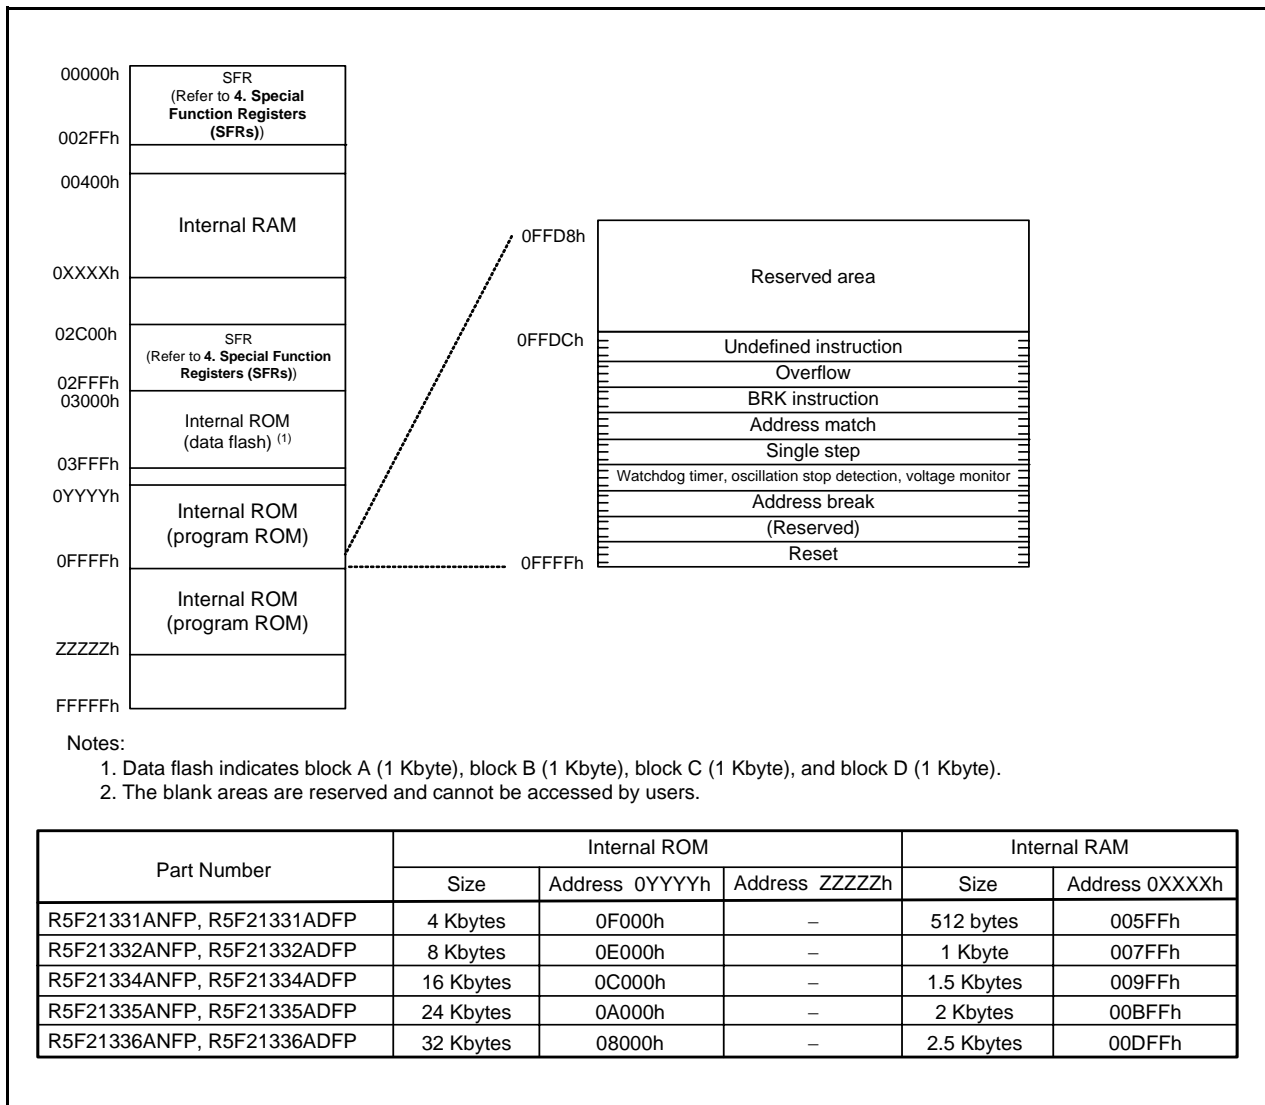 00000h
SFR
(Refer to 4. Special
Function Registers
(SFRs))
002FFh
00400h
Internal RAM
0XXXXh
02C00h
SFR
(Refer to 4. Special Function
Registers (SFRs))
02FFFh
03000h
Internal ROM
(data flash) (1)
03FFFh
0YYYYh
Internal ROM
(program ROM)
0FFFFh
Internal ROM
(program ROM)
ZZZZZh
FFFFFh
0FFD8h
Reserved area
0FFDCh
Undefined instruction
Overflow
BRK instruction
Address match
Single step
Watchdog timer, oscillation stop detection, voltage monitor
Address break
(Reserved)
Reset
0FFFFh
Notes:
1. Data flash indicates block A (1 Kbyte), block B (1 Kbyte), block C (1 Kbyte), and block D (1 Kbyte).
2. The blank areas are reserved and cannot be accessed by users.
Part Number Internal ROM Internal RAM
Size Address 0YYYYh Address ZZZZZh Size Address 0XXXXh
R5F21331ANFP, R5F21331ADFP 4 Kbytes 0F000h – 512 bytes 005FFh
R5F21332ANFP, R5F21332ADFP 8 Kbytes 0E000h – 1 Kbyte 007FFh
R5F21334ANFP, R5F21334ADFP 16 Kbytes 0C000h – 1.5 Kbytes 009FFh
R5F21335ANFP, R5F21335ADFP 24 Kbytes 0A000h – 2 Kbytes 00BFFh
R5F21336ANFP, R5F21336ADFP 32 Kbytes 08000h – 2.5 Kbytes 00DFFh